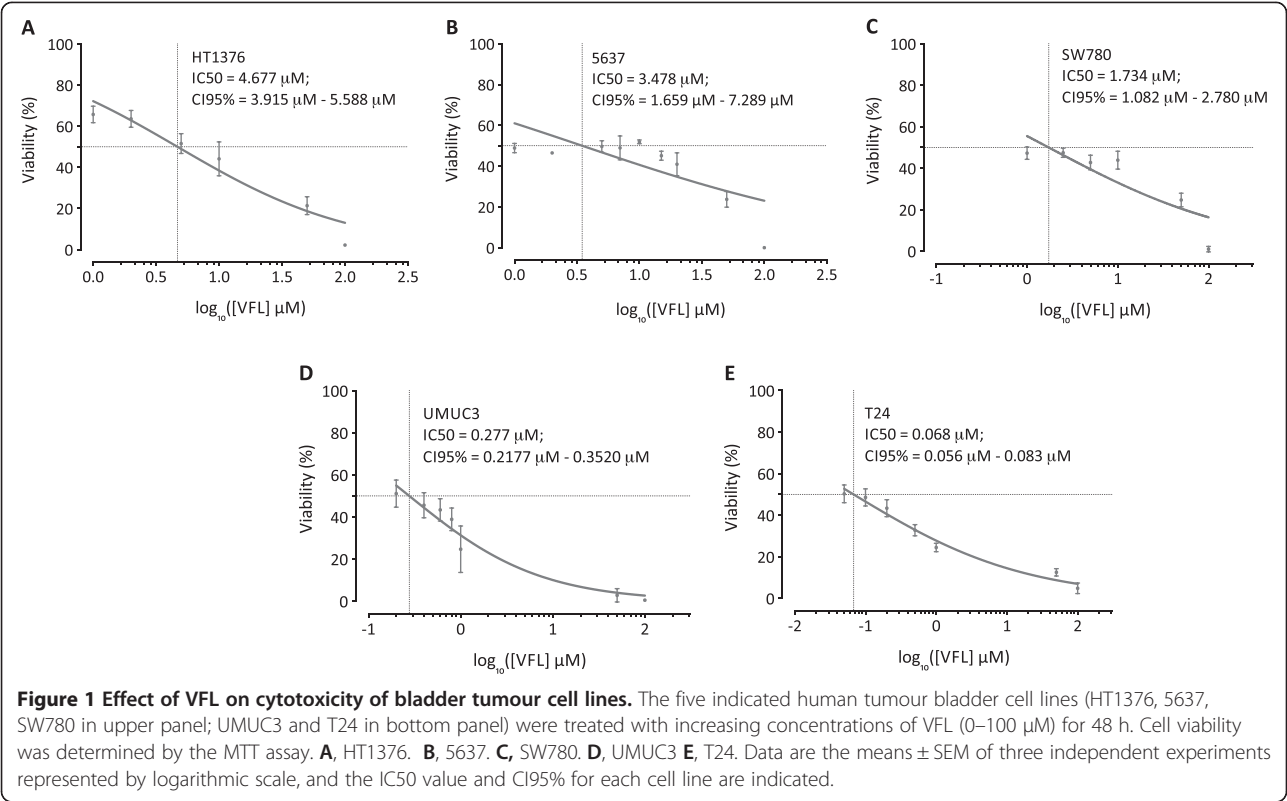 A
HT1376
IC50 = 4.677 µM;
CI95% = 3.915 µM - 5.588 µM
Viability (%)
100
80
60
40
20
0
0.0 0.5 1.0 1.5 2.0 2.5
log₁₀([VFL] µM)
B
5637
IC50 = 3.478 µM;
CI95% = 1.659 µM - 7.289 µM
Viability (%)
100
80
60
40
20
0
0.0 0.5 1.0 1.5 2.0 2.5
log₁₀([VFL] µM)
C
SW780
IC50 = 1.734 µM;
CI95% = 1.082 µM - 2.780 µM
Viability (%)
100
80
60
40
20
0
-1 0 1 2
log₁₀([VFL] µM)
D
UMUC3
IC50 = 0.277 µM;
CI95% = 0.2177 µM - 0.3520 µM
Viability (%)
100
80
60
40
20
0
-1 0 1 2
log₁₀([VFL] µM)
E
T24
IC50 = 0.068 µM;
CI95% = 0.056 µM - 0.083 µM
Viability (%)
100
80
60
40
20
0
-2 -1 0 1 2
log₁₀([VFL] µM)
Figure 1 Effect of VFL on cytotoxicity of bladder tumour cell lines. The five indicated human tumour bladder cell lines (HT1376, 5637,
SW780 in upper panel; UMUC3 and T24 in bottom panel) were treated with increasing concentrations of VFL (0–100 µM) for 48 h. Cell viability
was determined by the MTT assay. A, HT1376. B, 5637. C, SW780. D, UMUC3 E, T24. Data are the means ± SEM of three independent experiments
represented by logarithmic scale, and the IC50 value and CI95% for each cell line are indicated.